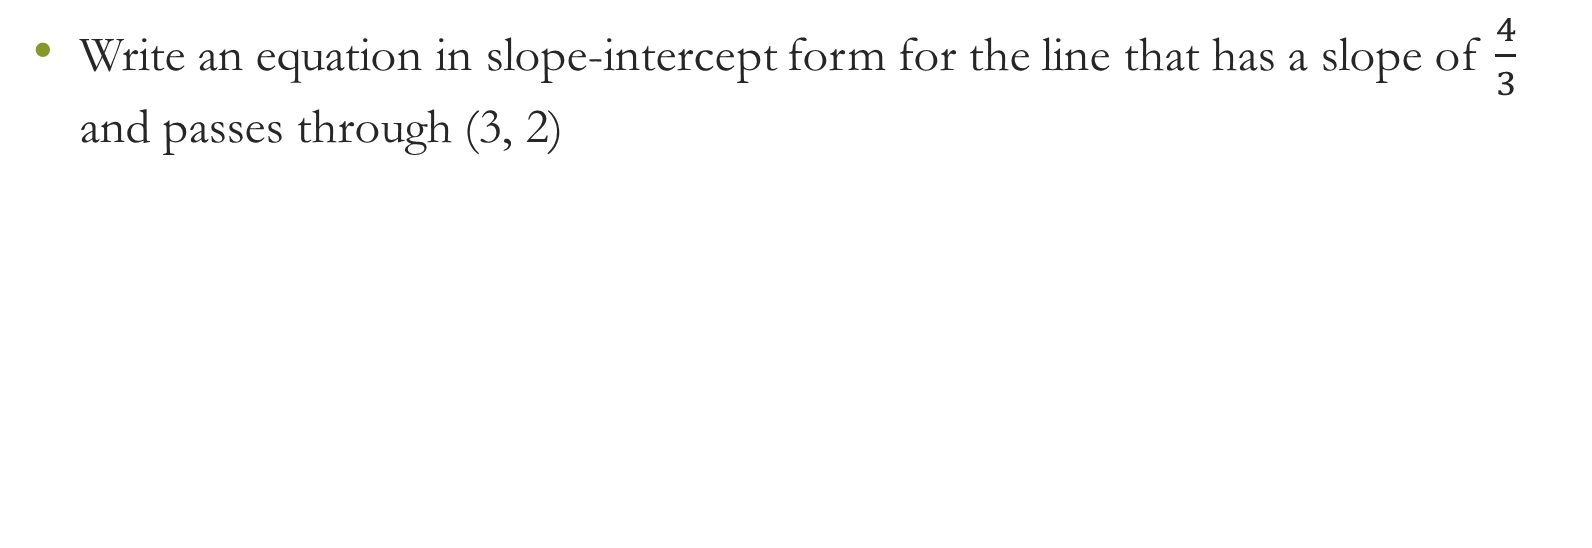 • Write an equation in slope-intercept form for the line that has a slope of 4/3
and passes through (3, 2)